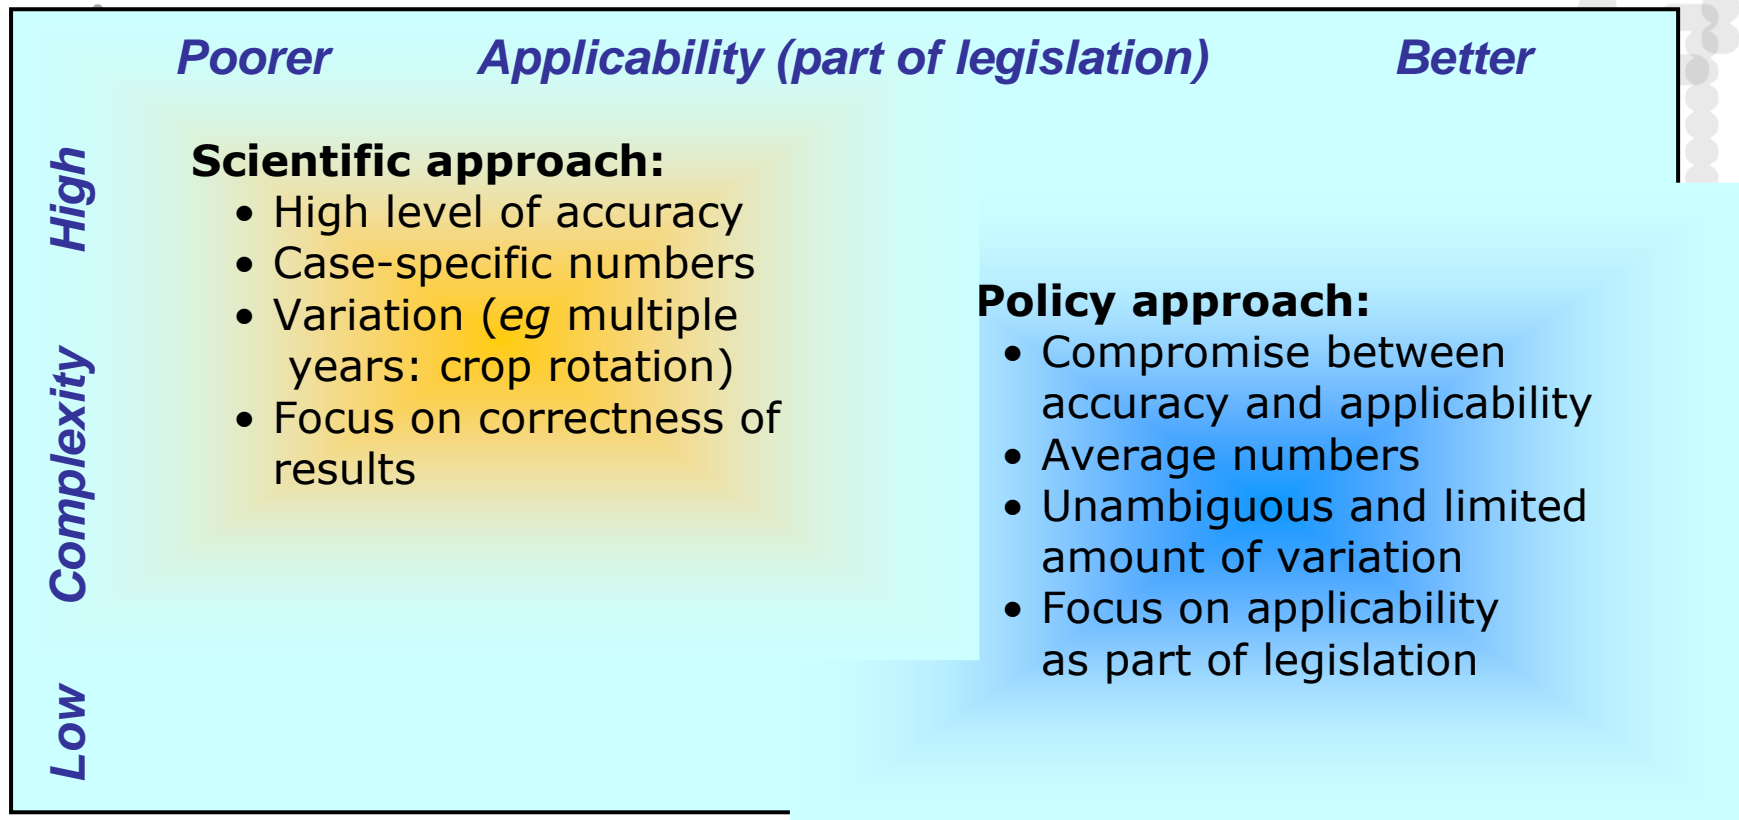 Poorer Applicability (part of legislation) Better
High
Complexity
Low
Scientific approach:
• High level of accuracy
• Case-specific numbers
• Variation (eg multiple
years: crop rotation)
• Focus on correctness of
results
Policy approach:
• Compromise between
accuracy and applicability
• Average numbers
• Unambiguous and limited
amount of variation
• Focus on applicability
as part of legislation